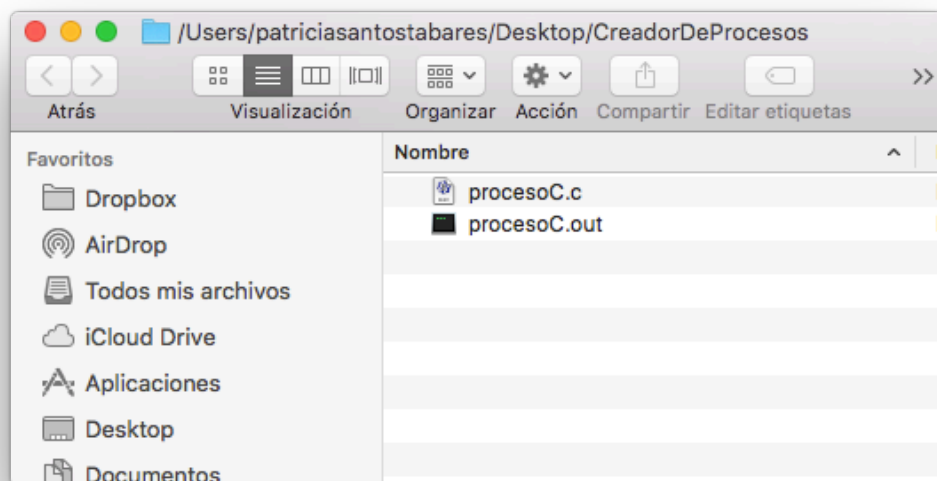 /Users/patriciasantostabares/Desktop/CreadorDeProcesos
Atrás Visualización Organizar Acción Compartir Editar etiquetas
Favoritos
Dropbox
AirDrop
Todos mis archivos
iCloud Drive
Aplicaciones
Desktop
Documentos
Nombre
procesoC.c
procesoC.out